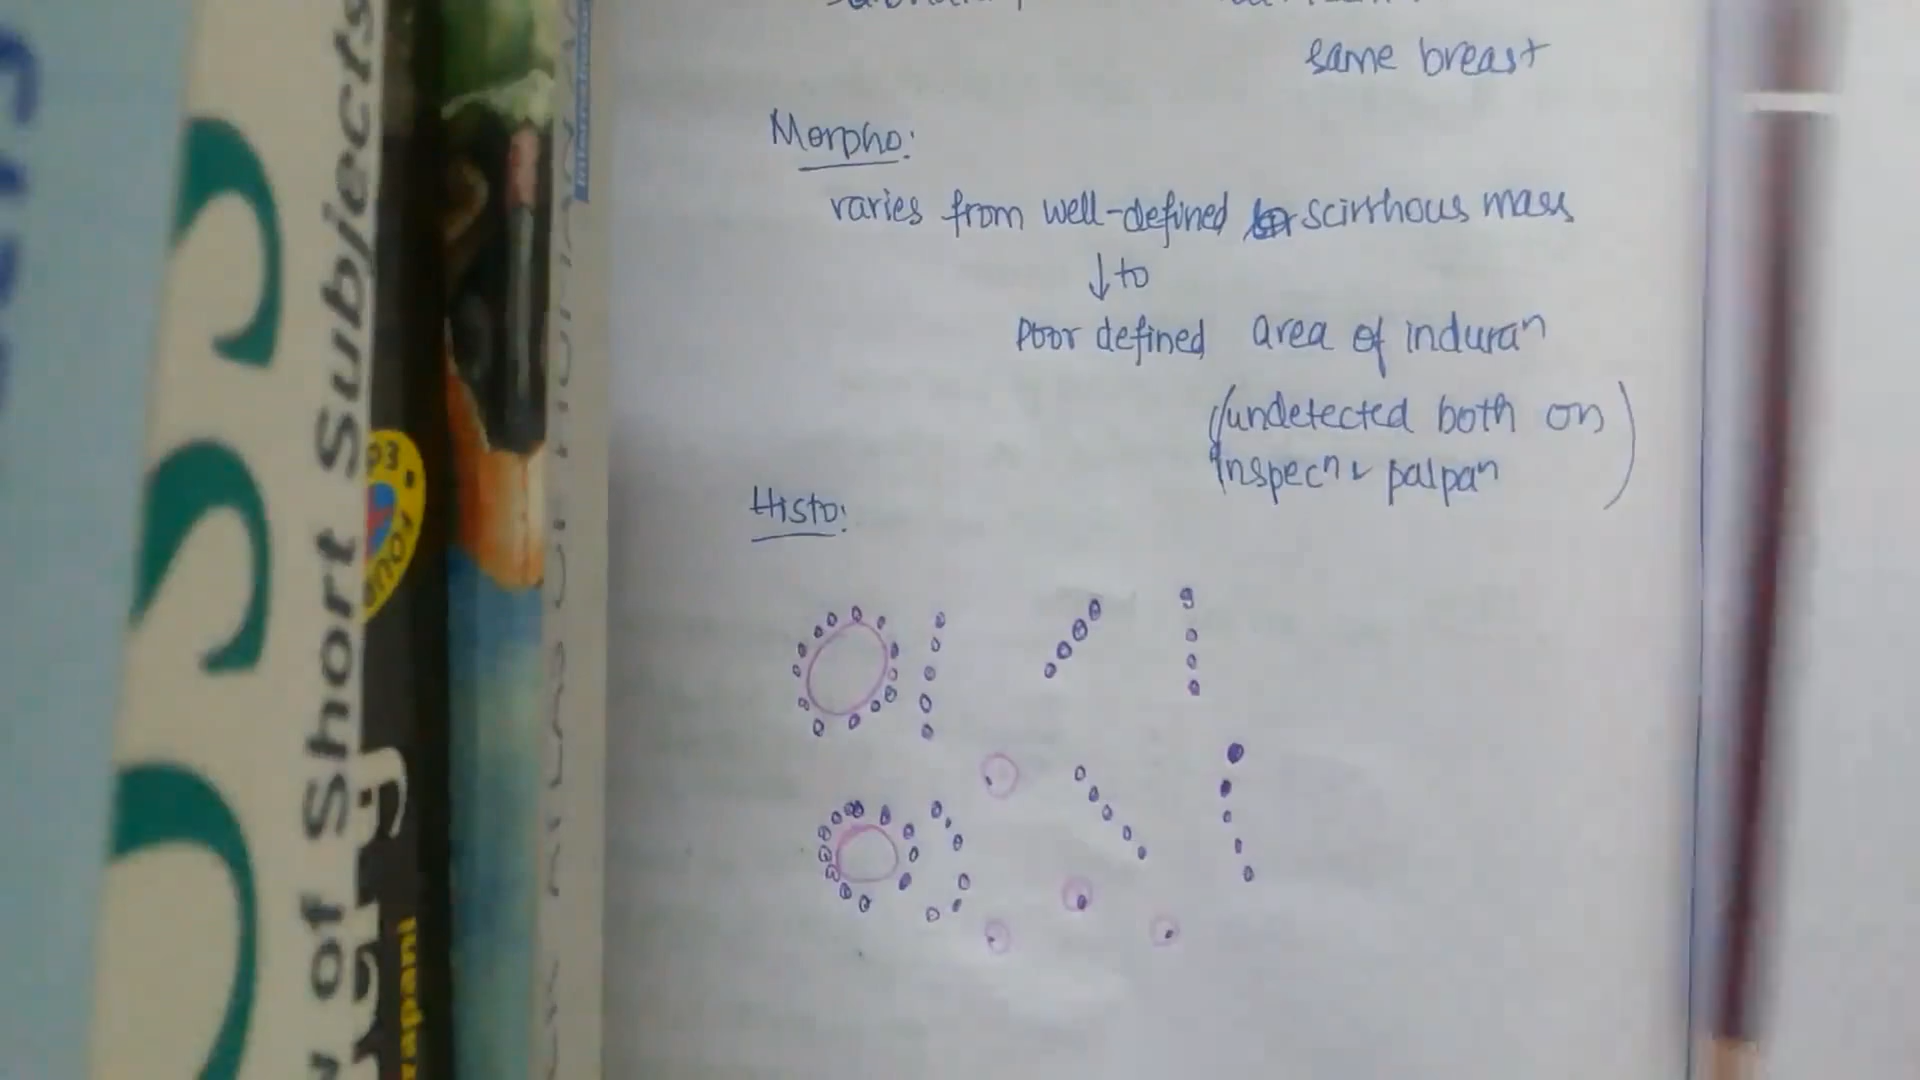 same breast
Morpho:
varies from well-defined scirrhous mass
↓ to
Poor defined area of induran
(undetected both on
inspecn & palpan)
Histo:
of Short Subjects